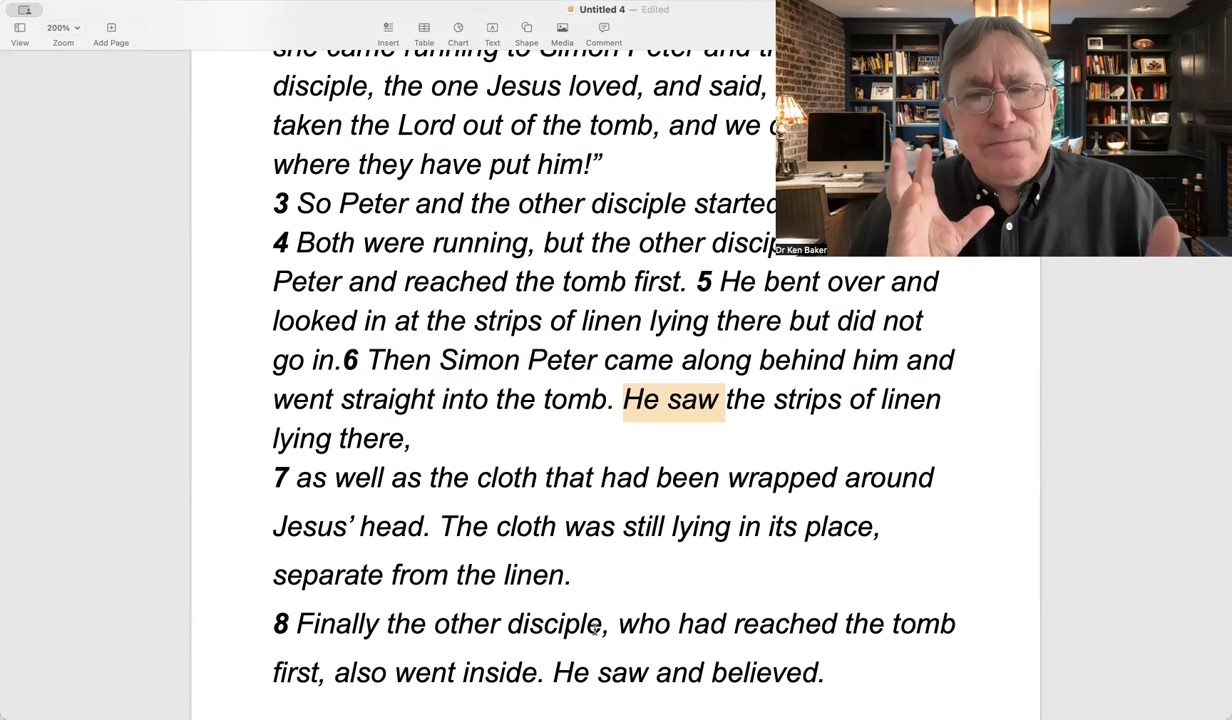 Untitled 4 — Edited
200%
View Zoom Add Page Insert Table Chart Text Shape Media Comment
she came running to Simon Peter and
disciple, the one Jesus loved, and said,
taken the Lord out of the tomb, and we
where they have put him!”
3 So Peter and the other disciple started
4 Both were running, but the other
Peter and reached the tomb first. 5 He bent over and
looked in at the strips of linen lying there but did not
go in.6 Then Simon Peter came along behind him and
went straight into the tomb. He saw the strips of linen
lying there,
7 as well as the cloth that had been wrapped around
Jesus’ head. The cloth was still lying in its place,
separate from the linen.
8 Finally the other disciple, who had reached the tomb
first, also went inside. He saw and believed.
Dr Ken Baker